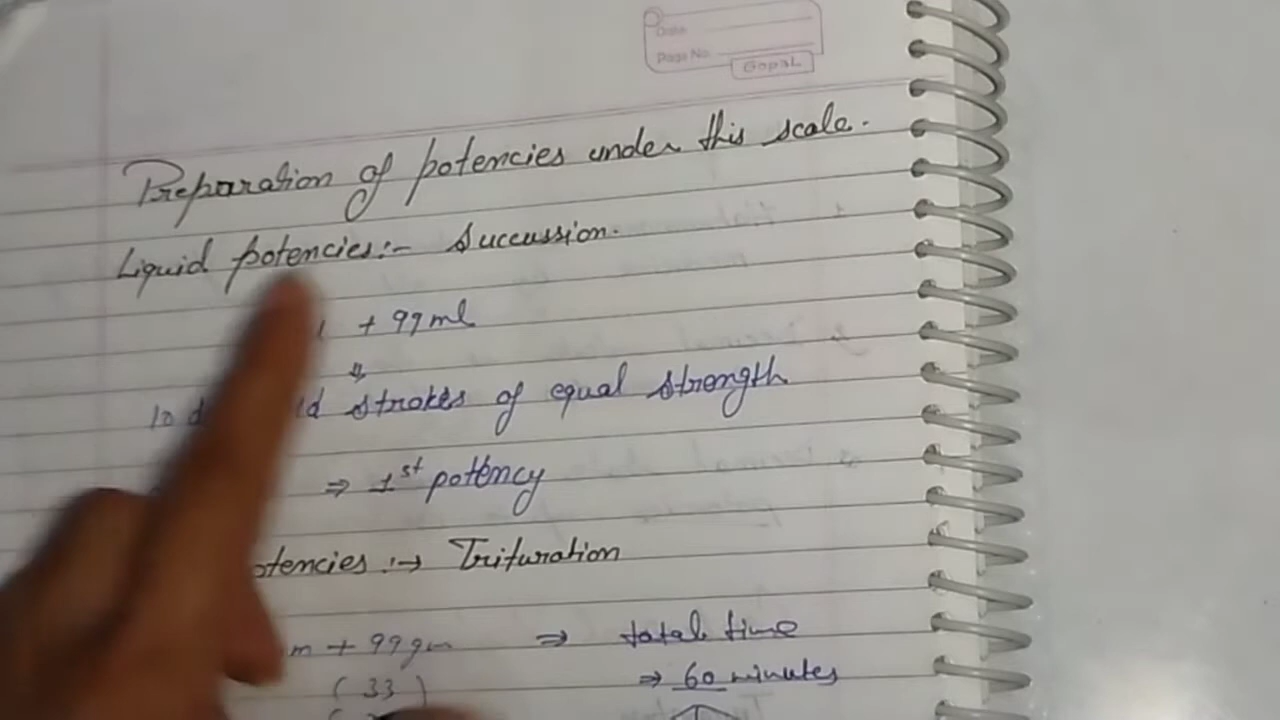 Date
Page No.
Gopal
Preparation of potencies under this scale.
Liquid potencies:- Succussion.
+ 99 ml
10 strokes of equal strength
⇒ 1st potency
otencies :→ Trituration
m + 99 gm ⇒ total time
(33) ⇒ 60 minutes